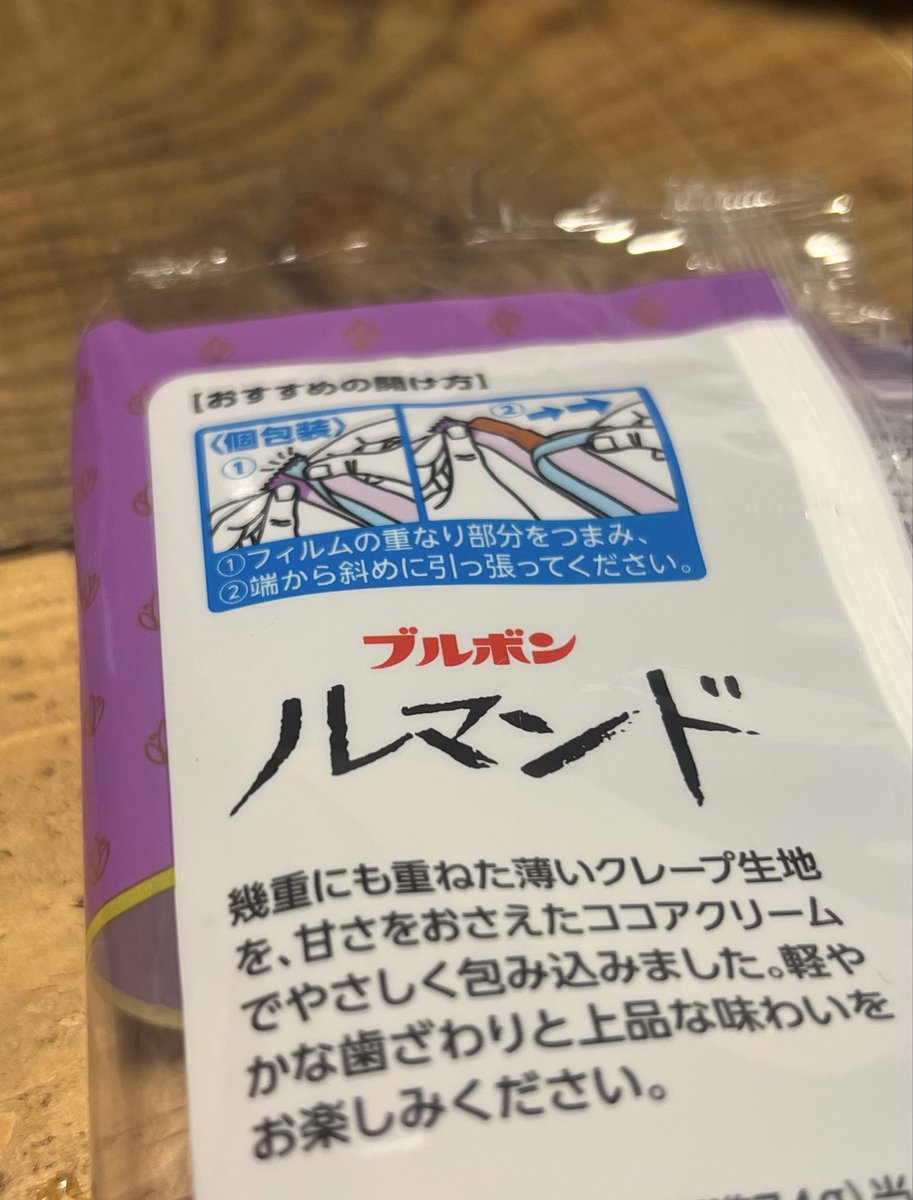 [おすすめの開け方]
〈個包装〉
①
②
①フィルムの重なり部分をつまみ、
②端から斜めに引っ張ってください。
ブルボン
ルマンド
幾重にも重ねた薄いクレープ生地
を、甘さをおさえたココアクリーム
でやさしく包み込みました。軽や
かな歯ざわりと上品な味わいを
お楽しみください。